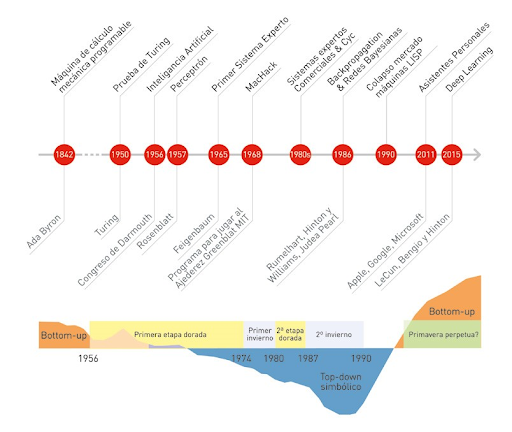 Máquina de cálculo
mecánica programable
Prueba de Turing
Inteligancia Artificial
Perceptrón
Primer Sistema Experto
MacHack
Sistemas expertos
Comerciales & Cyc
Backpropagation
& Redes Bayesianas
Colapso mercado
máquinas LISP
Asistentes Personales
Deep Learning
1842
1950
1956
1957
1965
1968
1980s
1986
1990
2011
2015
Ada Byron
Turing
Congreso de Darmouth
Rosenblatt
Feigenbaum
Programa para jugar al
Ajederez Greenblat MIT
Rumelhart, Hinton y
Williams, Judea Pearl
Apple, Google, Microsoft
LeCun, Bengio y Hinton
Bottom-up
Primera etapa dorada
Primer
invierno
2ª etapa
dorada
2º invierno
Bottom-up
Primavera perpetua?
1956
1974
1980
1987
1990
Top-down
simbólico